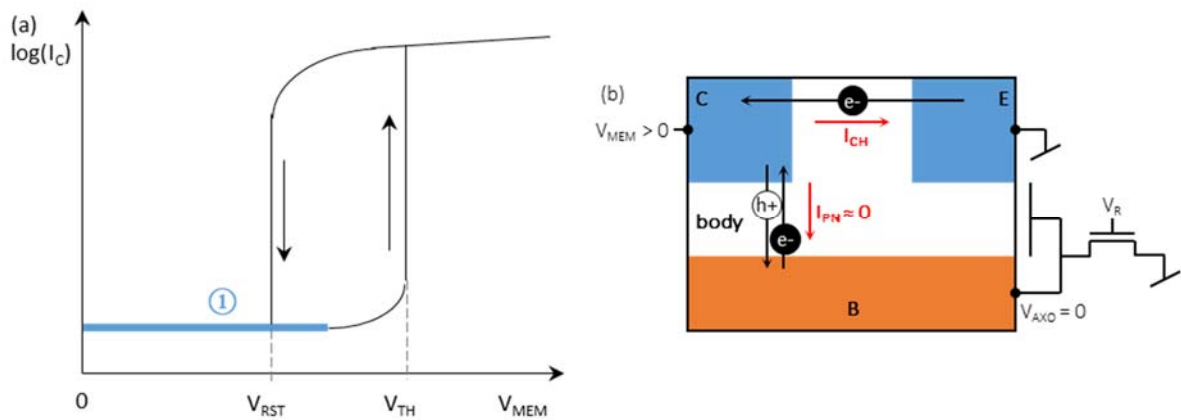 (a)
log(I_C)
①
0
V_RST
V_TH
V_MEM
(b)
C
E
e-
V_MEM > 0
I_CH
h+
I_PN ≈ 0
body
e-
V_R
B
V_AXO = 0